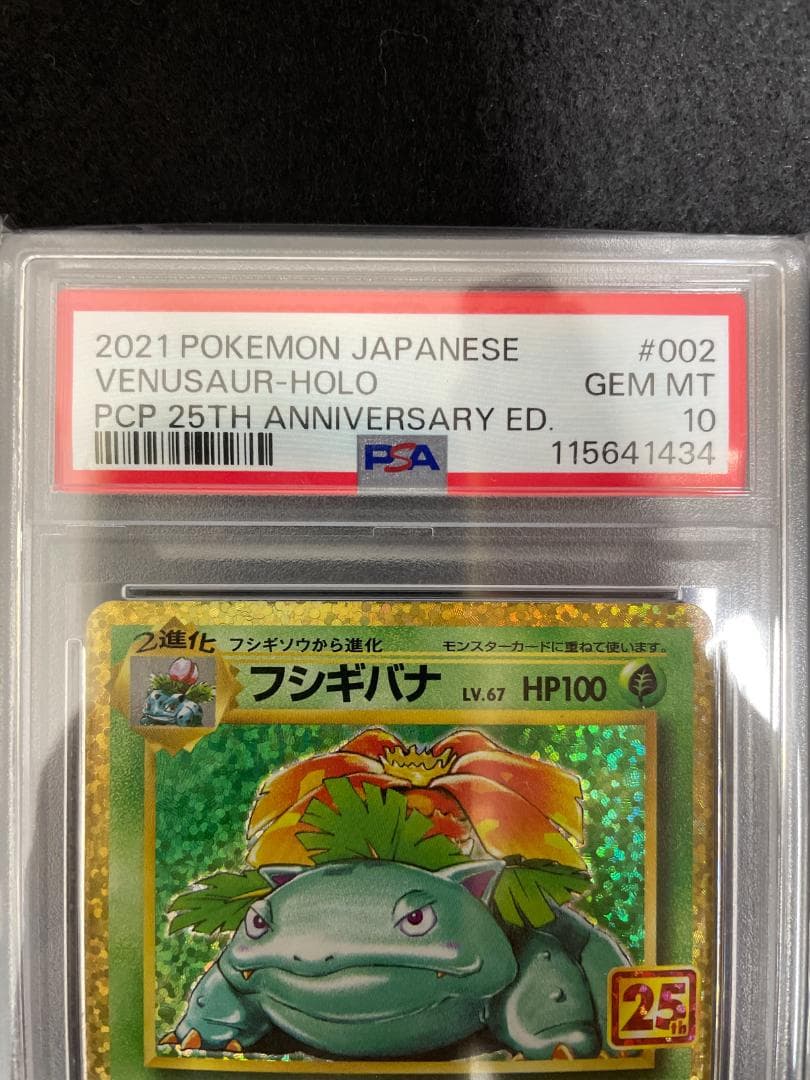 2021 POKEMON JAPANESE #002
VENUSAUR-HOLO GEM MT
PCP 25TH ANNIVERSARY ED. 10
PSA 115641434
2進化 フシギソウから進化 モンスターカードに重ねて使います。
フシギバナ LV.67 HP100
25th